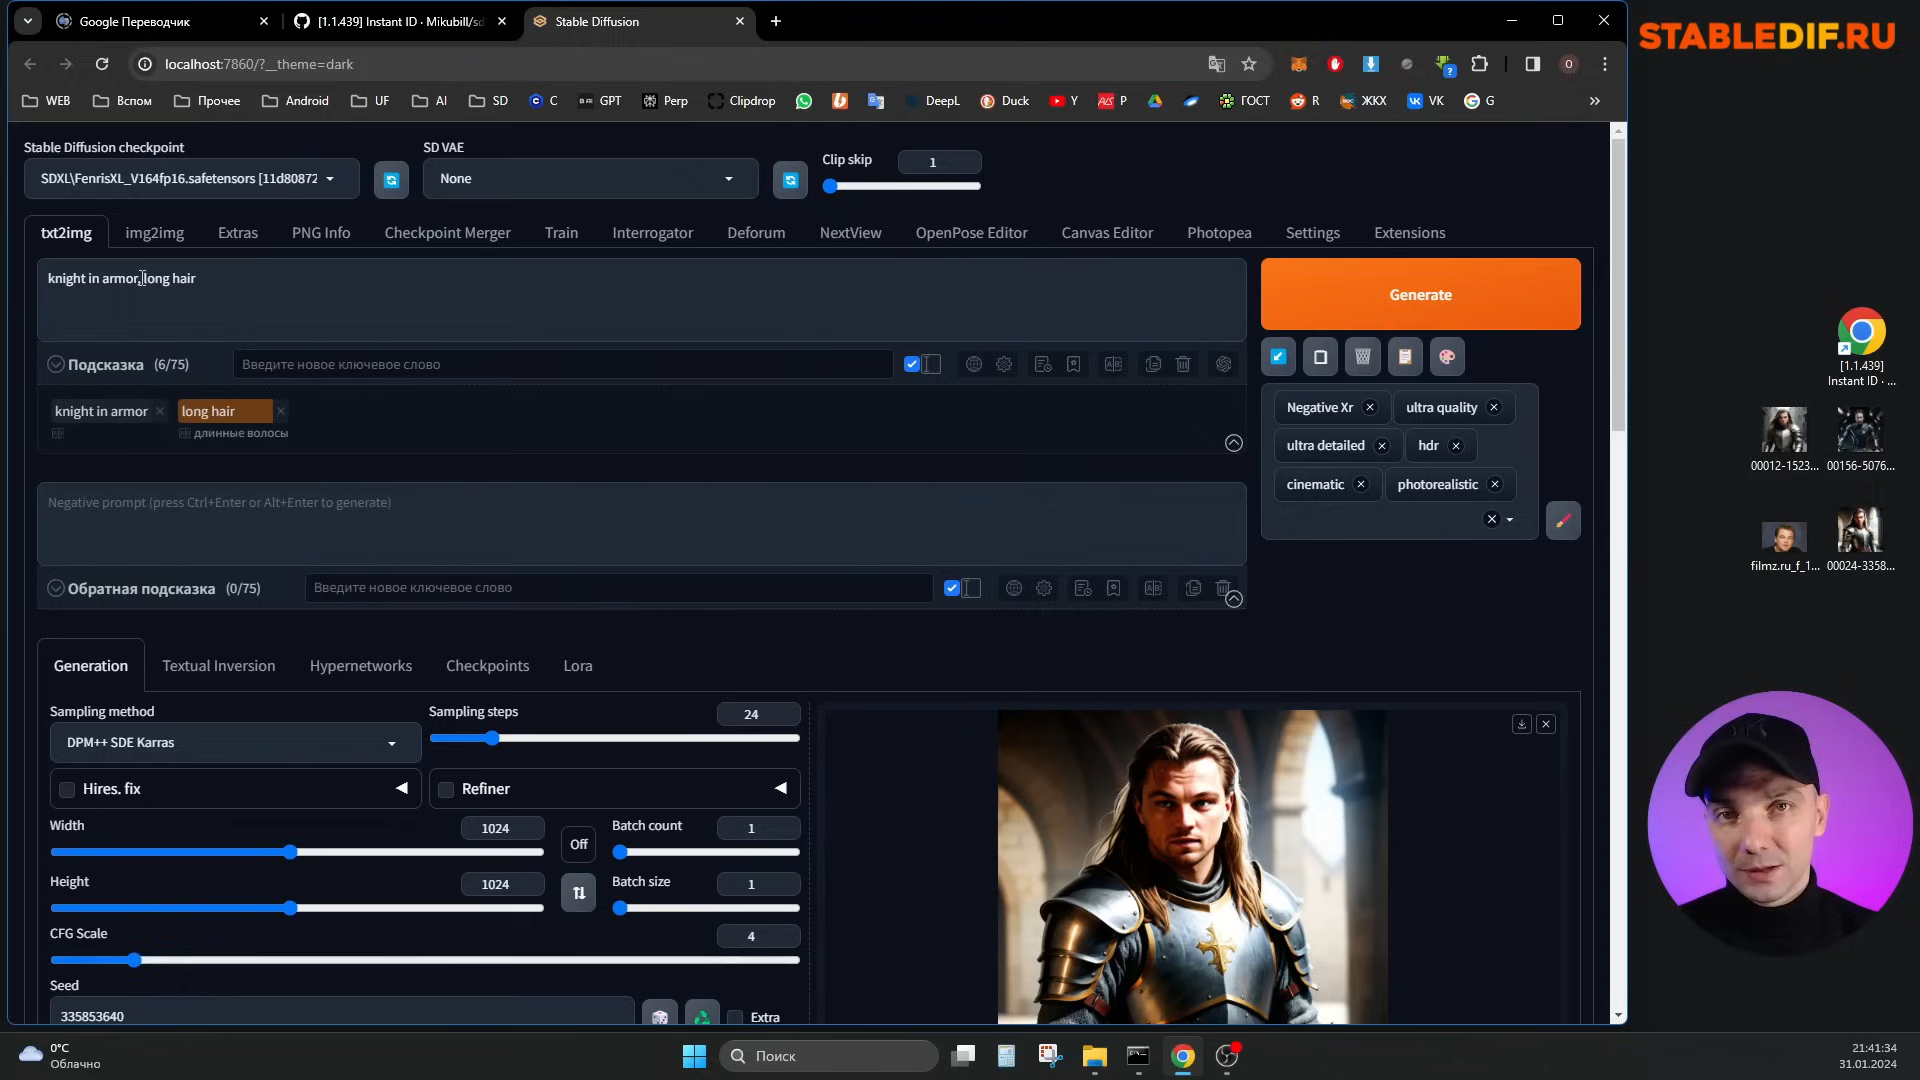 Google Переводчик
[1.1.439] Instant ID · Mikubill/sd
Stable Diffusion
STABLEDIF.RU
localhost:7860/?__theme=dark
WEB
Вспом
Прочее
Android
UF
AI
SD
C
GPT
Perp
Clipdrop
DeepL
Duck
Y
P
ГОСТ
R
ЖКХ
VK
G
Stable Diffusion checkpoint
SD VAE
Clip skip
1
SDXL\FenrisXL_V164fp16.safetensors [11d80872
None
txt2img
img2img
Extras
PNG Info
Checkpoint Merger
Train
Interrogator
Deforum
NextView
OpenPose Editor
Canvas Editor
Photopea
Settings
Extensions
knight in armor, long hair
Generate
Подсказка (6/75)
Введите новое ключевое слово
knight in armor
long hair
длинные волосы
Negative Xr
ultra quality
ultra detailed
hdr
cinematic
photorealistic
Negative prompt (press Ctrl+Enter or Alt+Enter to generate)
Обратная подсказка (0/75)
Введите новое ключевое слово
Generation
Textual Inversion
Hypernetworks
Checkpoints
Lora
Sampling method
DPM++ SDE Karras
Sampling steps
24
Hires. fix
Refiner
Width
1024
Off
Batch count
1
Height
1024
Batch size
1
CFG Scale
4
Seed
335853640
Extra
[1.1.439]
Instant ID · ...
00012-1523...
00156-5076...
filmz.ru_f_1...
00024-3358...
0°C
Облачно
Поиск
21:41:34
31.01.2024